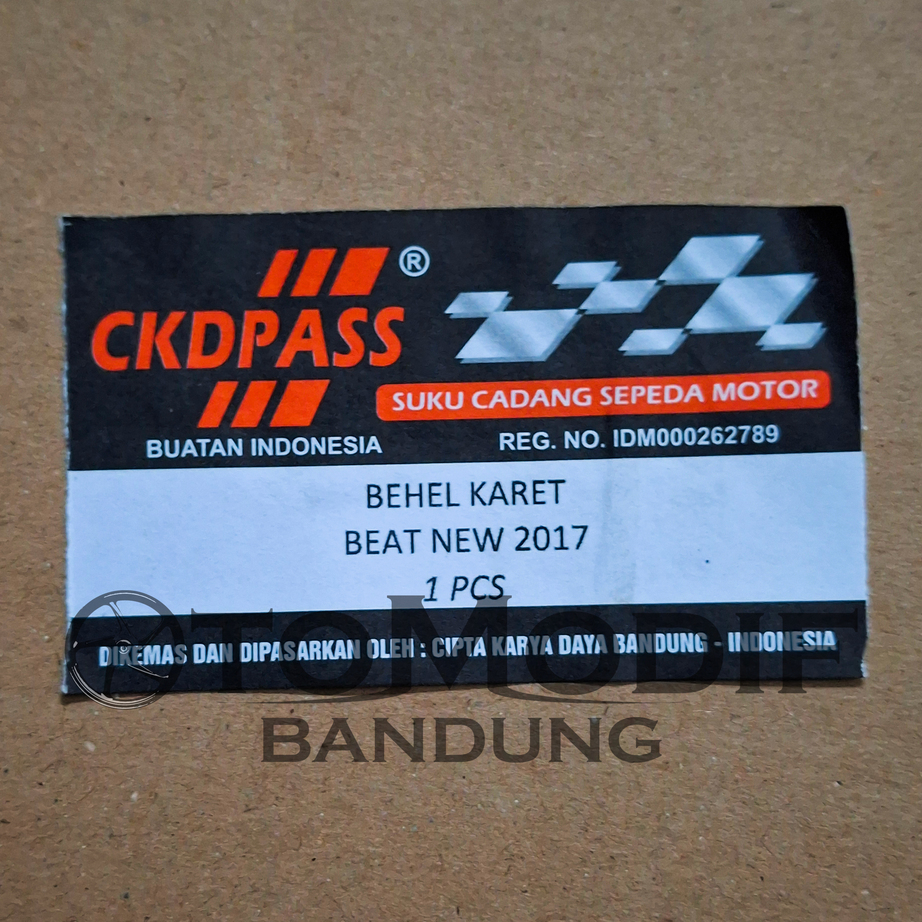 CKDPASS ®
SUKU CADANG SEPEDA MOTOR
BUATAN INDONESIA
REG. NO. IDM000262789
BEHEL KARET
BEAT NEW 2017
1 PCS
DIKEMAS DAN DIPASARKAN OLEH : CIPTA KARYA DAYA BANDUNG - INDONESIA
OTOMODIF
BANDUNG